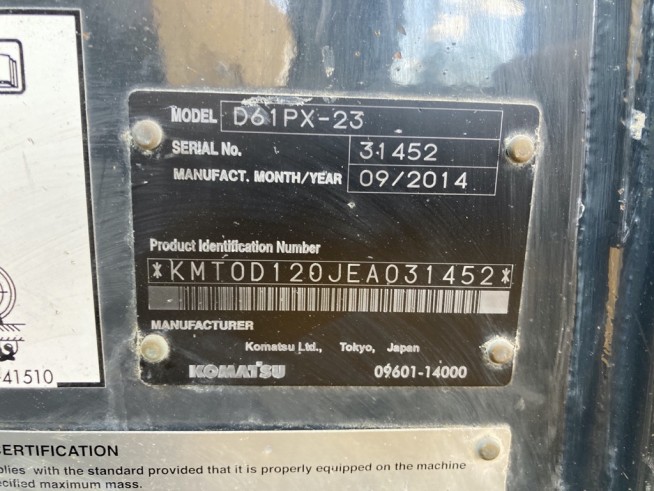 MODEL D61PX-23
SERIAL No. 31452
MANUFACT. MONTH/YEAR 09/2014
Product Identification Number
*KMT0D120JEA031452*
MANUFACTURER
Komatsu Ltd., Tokyo, Japan
KOMATSU 09601-14000
41510
ERTIFICATION
plies with the standard provided that it is properly equipped on the machine
ecified maximum mass.